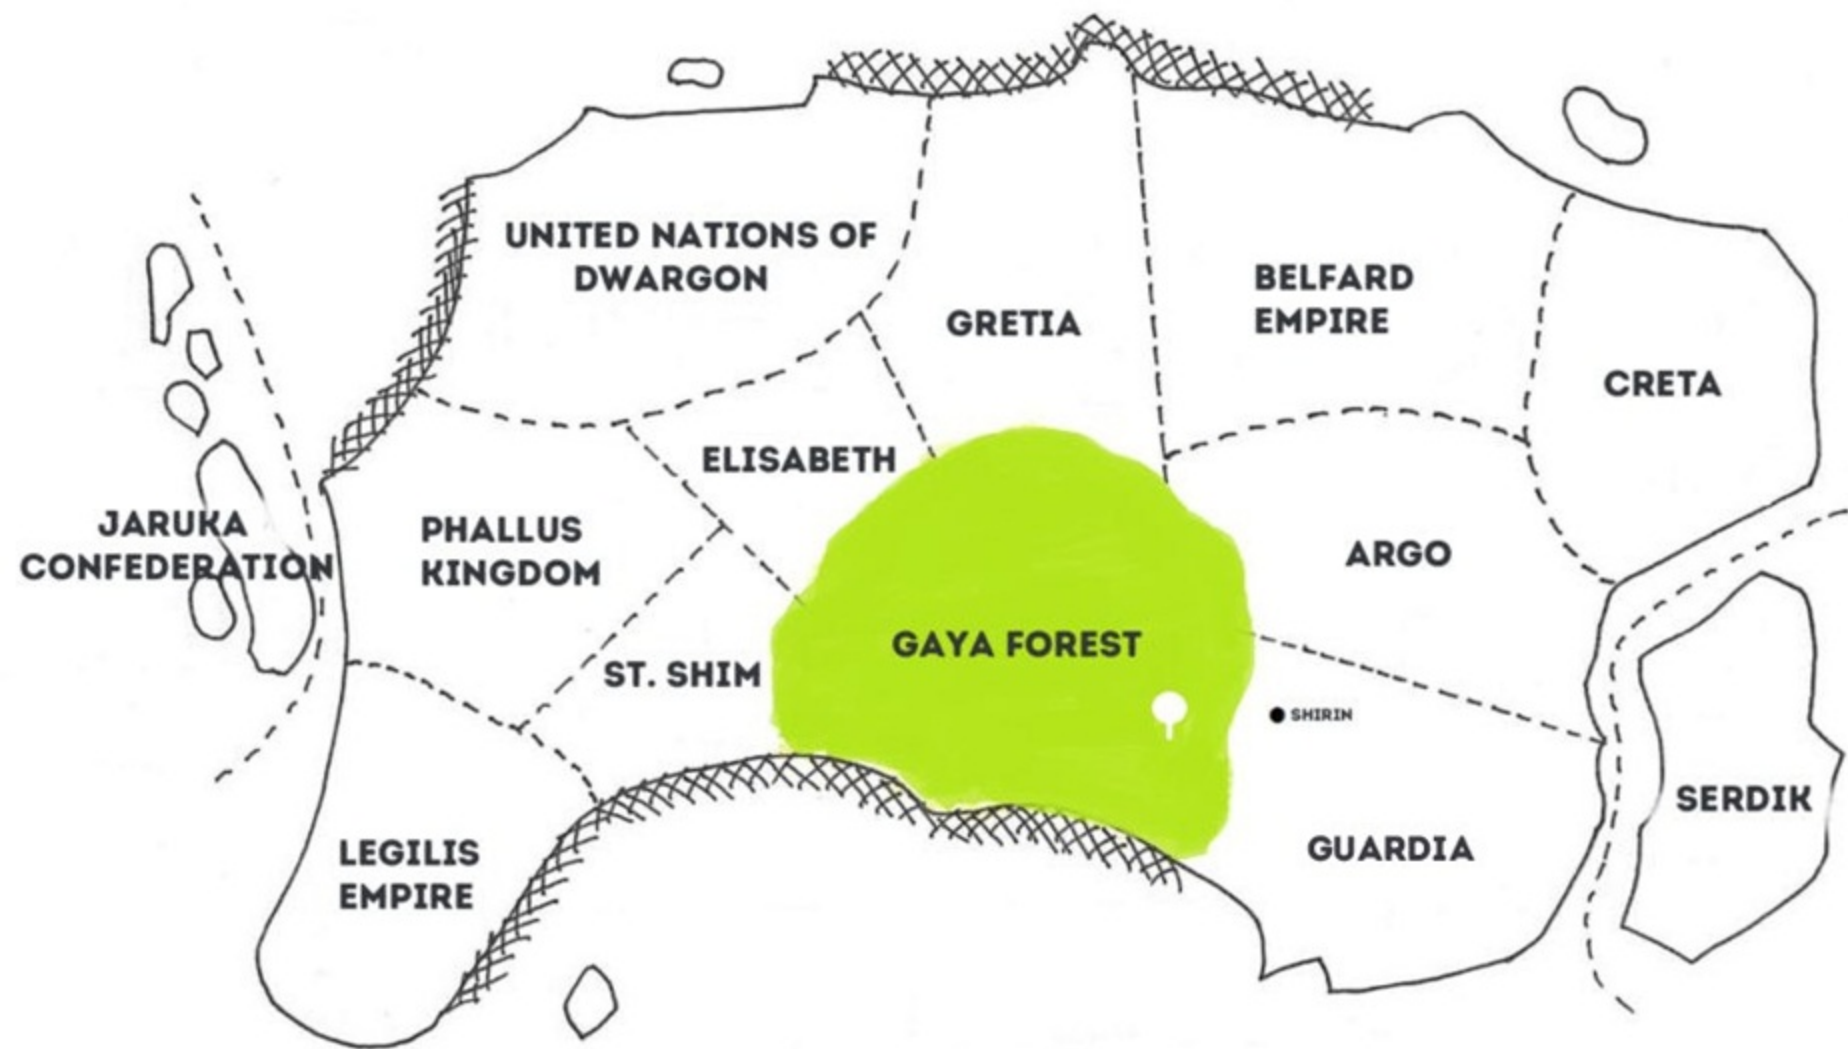 UNITED NATIONS OF
DWARGON
BELFARD
EMPIRE
GRETIA
CRETA
ELISABETH
JARUKA
CONFEDERATION
PHALLUS
KINGDOM
ARGO
GAYA FOREST
ST. SHIM
SHIRIN
SERDIK
LEGILIS
EMPIRE
GUARDIA